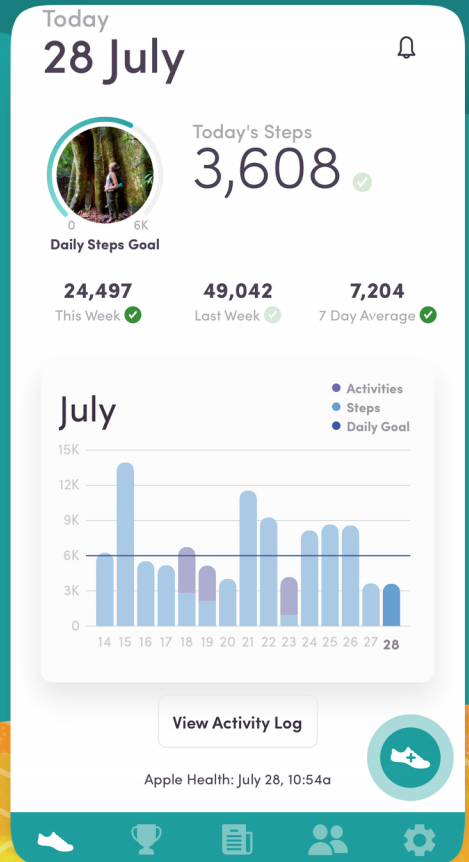 Today
28 July
Today's Steps
3,608
0 6K
Daily Steps Goal
24,497 49,042 7,204
This Week Last Week 7 Day Average
July
Activities
Steps
Daily Goal
15K
12K
9K
6K
3K
0
14 15 16 17 18 19 20 21 22 23 24 25 26 27 28
View Activity Log
Apple Health: July 28, 10:54a